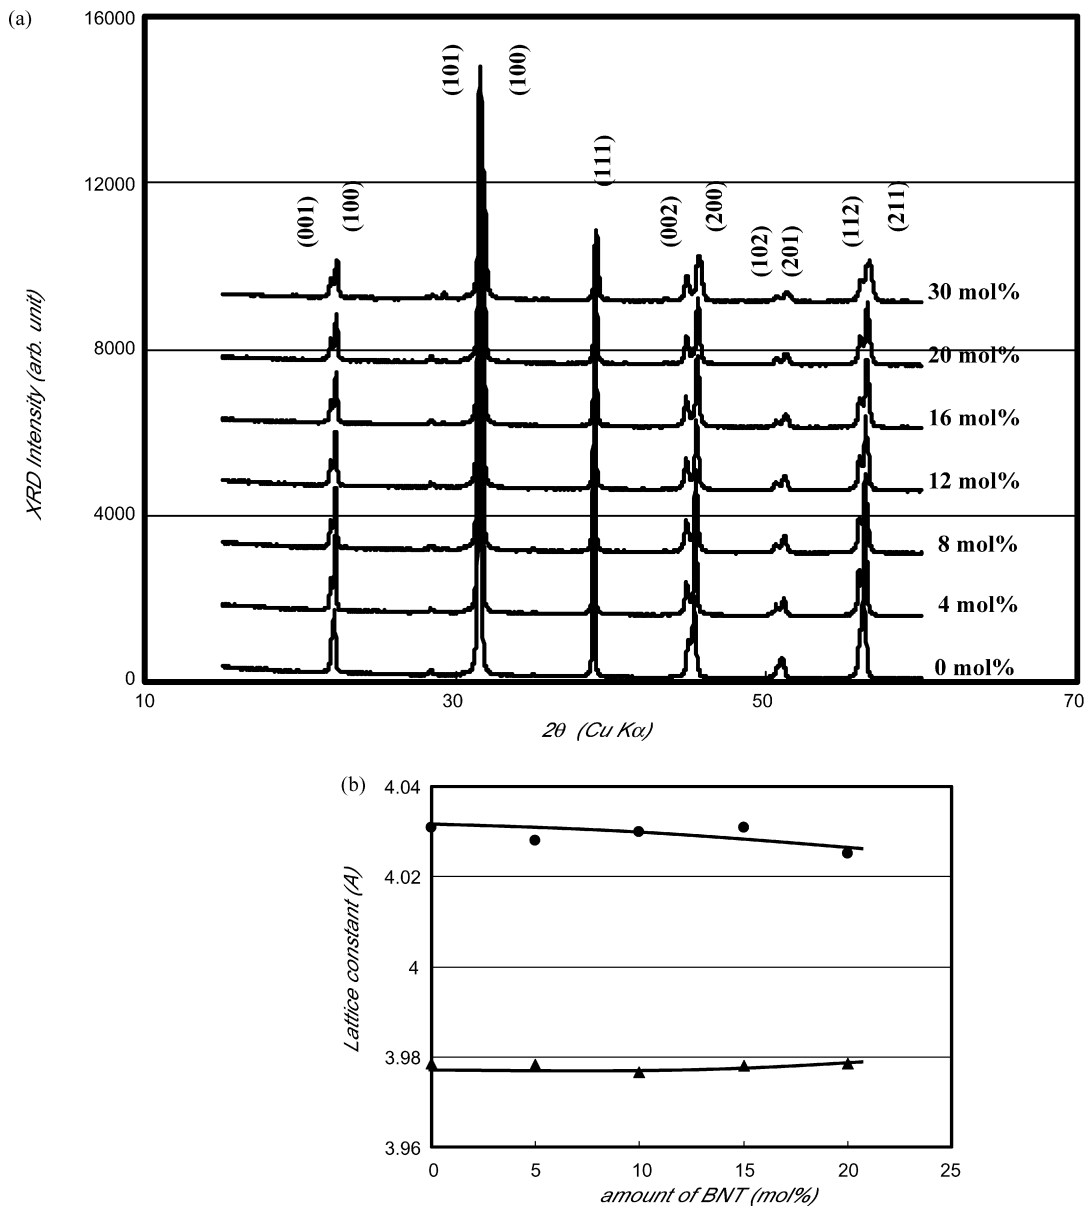 (a)
16000
12000
8000
4000
0
XRD Intensity (arb. unit)
(001)
(100)
(101)
(100)
(111)
(002)
(200)
(102)
(201)
(112)
(211)
30 mol%
20 mol%
16 mol%
12 mol%
8 mol%
4 mol%
0 mol%
10
30
50
70
2θ (Cu Kα)
(b)
4.04
4.02
4
3.98
3.96
Lattice constant (A)
0
5
10
15
20
25
amount of BNT (mol%)